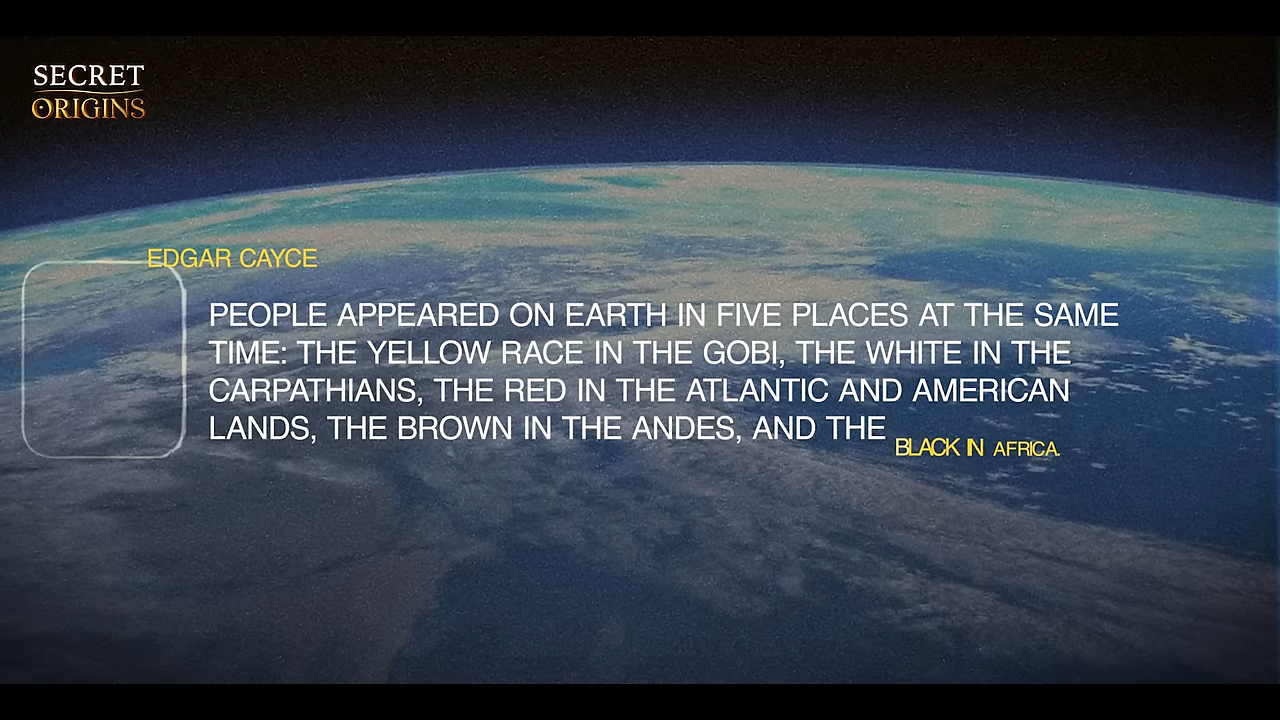 SECRET
ORIGINS
EDGAR CAYCE
PEOPLE APPEARED ON EARTH IN FIVE PLACES AT THE SAME
TIME: THE YELLOW RACE IN THE GOBI, THE WHITE IN THE
CARPATHIANS, THE RED IN THE ATLANTIC AND AMERICAN
LANDS, THE BROWN IN THE ANDES, AND THE
BLACK IN AFRICA.